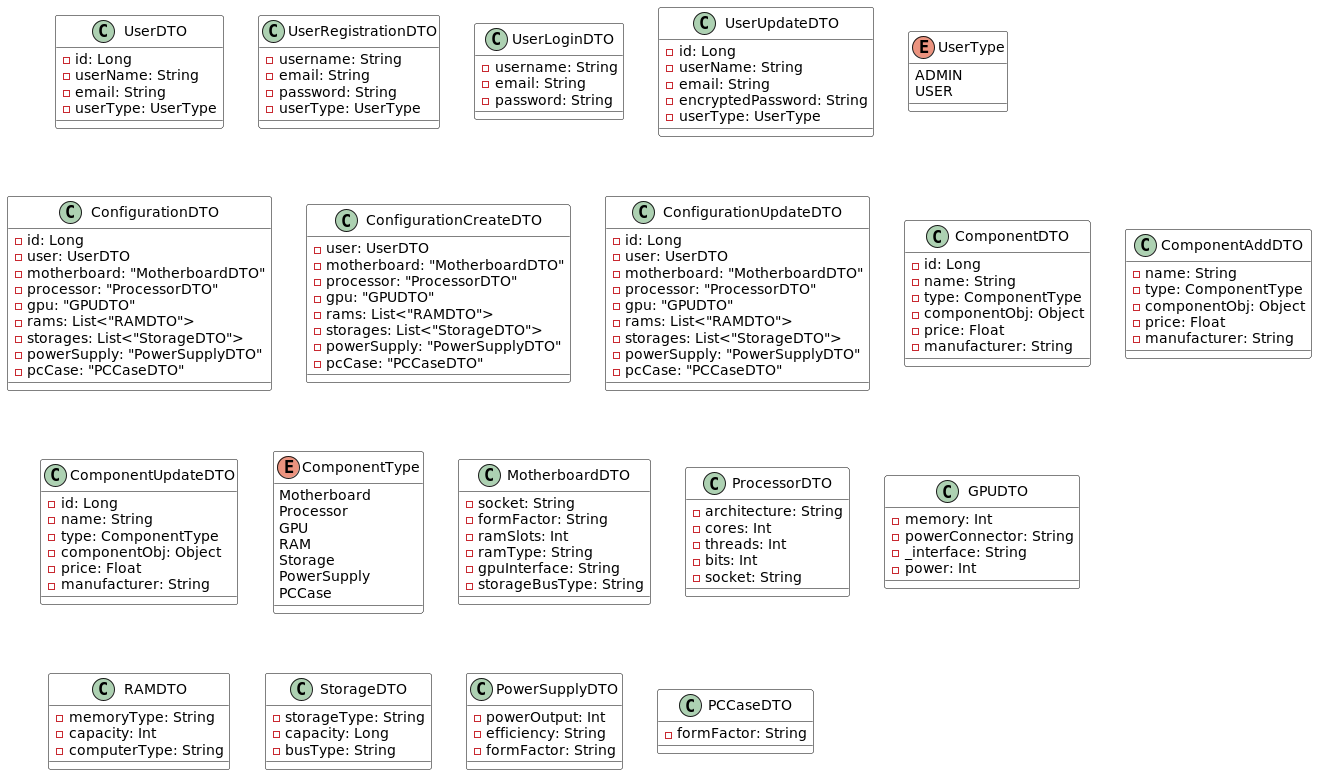 C UserDTO
id: Long
userName: String
email: String
userType: UserType
C UserRegistrationDTO
username: String
email: String
password: String
userType: UserType
C UserLoginDTO
username: String
email: String
password: String
C UserUpdateDTO
id: Long
userName: String
email: String
encryptedPassword: String
userType: UserType
E UserType
ADMIN
USER
C ConfigurationDTO
id: Long
user: UserDTO
motherboard: "MotherboardDTO"
processor: "ProcessorDTO"
gpu: "GPUDTO"
rams: List<"RAMDTO">
storages: List<"StorageDTO">
powerSupply: "PowerSupplyDTO"
pcCase: "PCCaseDTO"
C ConfigurationCreateDTO
user: UserDTO
motherboard: "MotherboardDTO"
processor: "ProcessorDTO"
gpu: "GPUDTO"
rams: List<"RAMDTO">
storages: List<"StorageDTO">
powerSupply: "PowerSupplyDTO"
pcCase: "PCCaseDTO"
C ConfigurationUpdateDTO
id: Long
user: UserDTO
motherboard: "MotherboardDTO"
processor: "ProcessorDTO"
gpu: "GPUDTO"
rams: List<"RAMDTO">
storages: List<"StorageDTO">
powerSupply: "PowerSupplyDTO"
pcCase: "PCCaseDTO"
C ComponentDTO
id: Long
name: String
type: ComponentType
componentObj: Object
price: Float
manufacturer: String
C ComponentAddDTO
name: String
type: ComponentType
componentObj: Object
price: Float
manufacturer: String
C ComponentUpdateDTO
id: Long
name: String
type: ComponentType
componentObj: Object
price: Float
manufacturer: String
E ComponentType
Motherboard
Processor
GPU
RAM
Storage
PowerSupply
PCCase
C MotherboardDTO
socket: String
formFactor: String
ramSlots: Int
ramType: String
gpuInterface: String
storageBusType: String
C ProcessorDTO
architecture: String
cores: Int
threads: Int
bits: Int
socket: String
C GPUDTO
memory: Int
powerConnector: String
_interface: String
power: Int
C RAMDTO
memoryType: String
capacity: Int
computerType: String
C StorageDTO
storageType: String
capacity: Long
busType: String
C PowerSupplyDTO
powerOutput: Int
efficiency: String
formFactor: String
C PCCaseDTO
formFactor: String